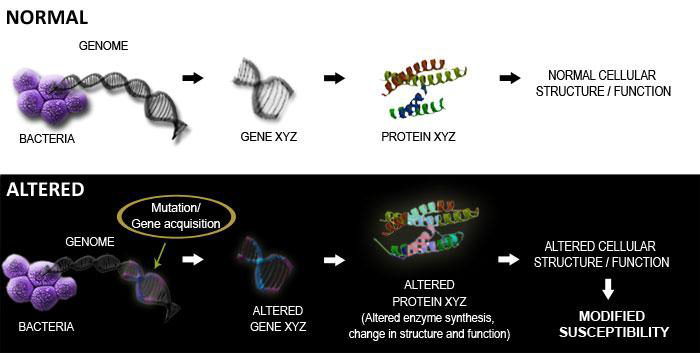 NORMAL
GENOME
BACTERIA
GENE XYZ
PROTEIN XYZ
NORMAL CELLULAR
STRUCTURE / FUNCTION
ALTERED
Mutation/
Gene acquisition
GENOME
BACTERIA
ALTERED
GENE XYZ
ALTERED
PROTEIN XYZ
(Altered enzyme synthesis,
change in structure and function)
ALTERED CELLULAR
STRUCTURE / FUNCTION
MODIFIED
SUSCEPTIBILITY